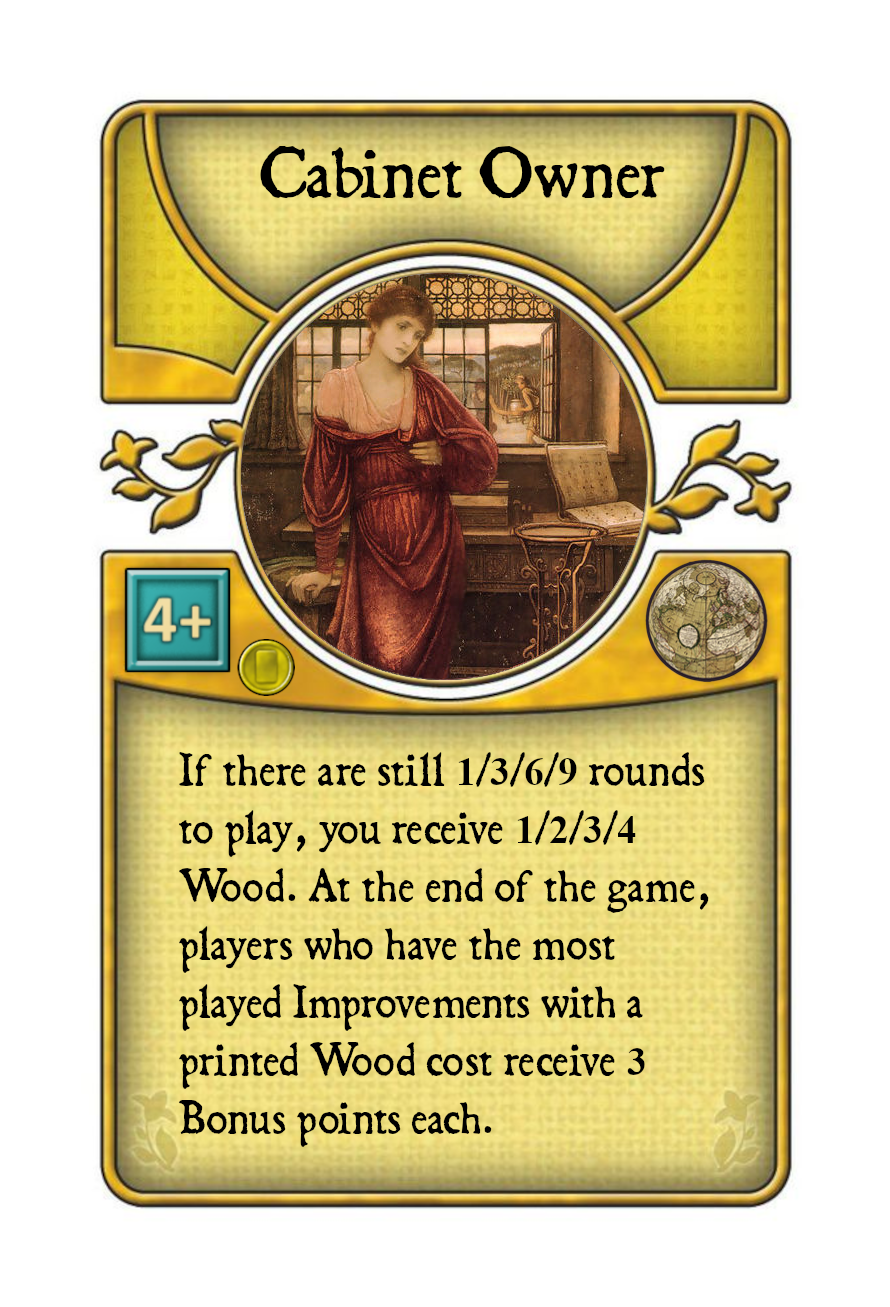 Cabinet Owner
4+
If there are still 1/3/6/9 rounds
to play, you receive 1/2/3/4
Wood. At the end of the game,
players who have the most
played Improvements with a
printed Wood cost receive 3
Bonus points each.